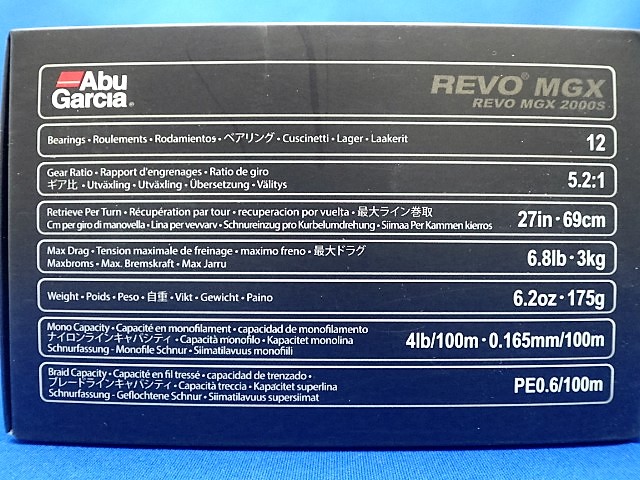 Abu
Garcia®
REVO® MGX
REVO MGX 2000S
Bearings • Roulements • Rodamientos • ベアリング • Cuscinetti • Lager • Laakerit
12
Gear Ratio • Rapport d'engrenages • Ratio de giro
ギア比 • Utväxling • Utväxling • Übersetzung • Välitys
5.2:1
Retrieve Per Turn • Récupération par tour • recuperacion por vuelta • 最大ライン巻取
Cm per giro di manovella • Lina per vevvarv • Schnureinzug pro Kurbelumdrehung • Siimaa Per Kammen kierros
27in • 69cm
Max Drag • Tension maximale de freinage • maximo freno • 最大ドラグ
Maxbroms • Max. Bremskraft • Max Jarru
6.8lb • 3kg
Weight • Poids • Peso • 自重 • Vikt • Gewicht • Paino
6.2oz • 175g
Mono Capacity • Capacité en monofilament • capacidad de monofilamento
ナイロンラインキャパシティ • Capacità monofilo • Kapacitet monolina
Schnurfassung - Monofile Schnur • Siimatilavuus monofiili
4lb/100m • 0.165mm/100m
Braid Capacity • Capacité en fil tressé • capacidad de trenzado •
ブレードラインキャパシティ • Capacità treccia • Kapacitet superlina
Schnurfassung - Geflochtene Schnur • Siimatilavuus supersiimat
PE0.6/100m